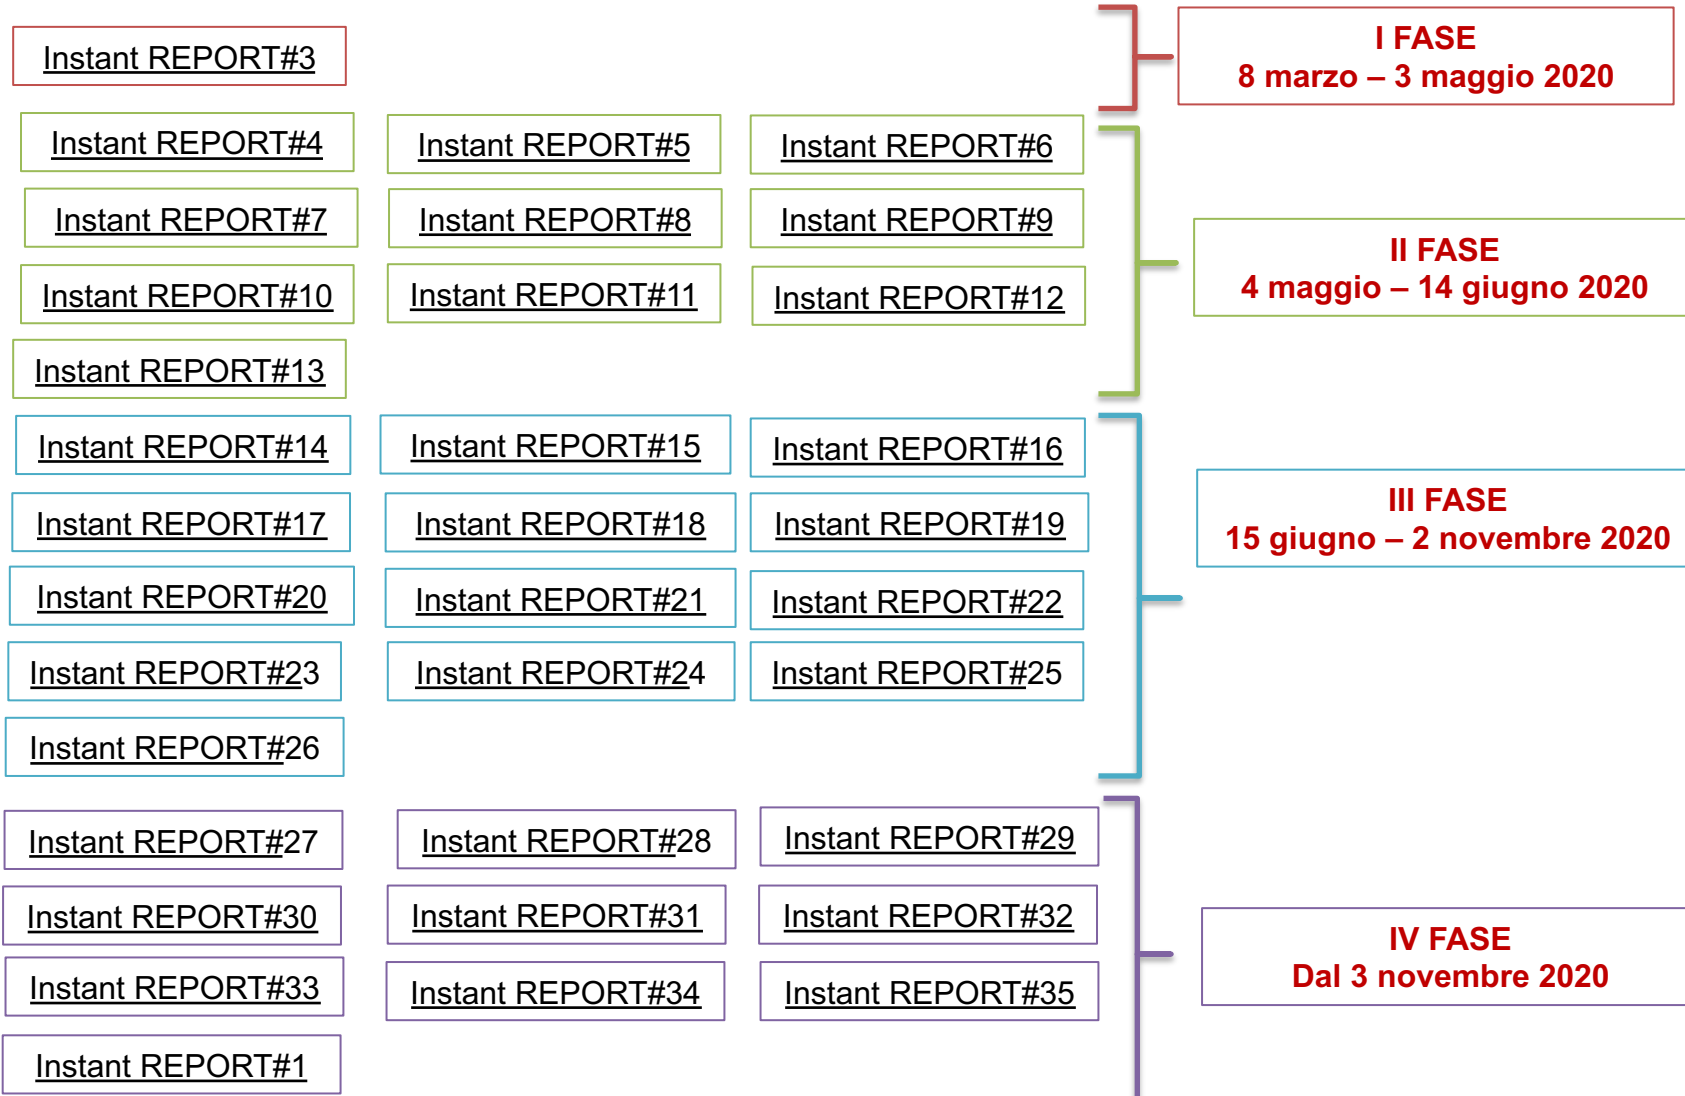 Instant REPORT#3
I FASE
8 marzo – 3 maggio 2020
Instant REPORT#4
Instant REPORT#5
Instant REPORT#6
Instant REPORT#7
Instant REPORT#8
Instant REPORT#9
Instant REPORT#10
Instant REPORT#11
Instant REPORT#12
Instant REPORT#13
II FASE
4 maggio – 14 giugno 2020
Instant REPORT#14
Instant REPORT#15
Instant REPORT#16
Instant REPORT#17
Instant REPORT#18
Instant REPORT#19
Instant REPORT#20
Instant REPORT#21
Instant REPORT#22
Instant REPORT#23
Instant REPORT#24
Instant REPORT#25
Instant REPORT#26
III FASE
15 giugno – 2 novembre 2020
Instant REPORT#27
Instant REPORT#28
Instant REPORT#29
Instant REPORT#30
Instant REPORT#31
Instant REPORT#32
Instant REPORT#33
Instant REPORT#34
Instant REPORT#35
Instant REPORT#1
IV FASE
Dal 3 novembre 2020